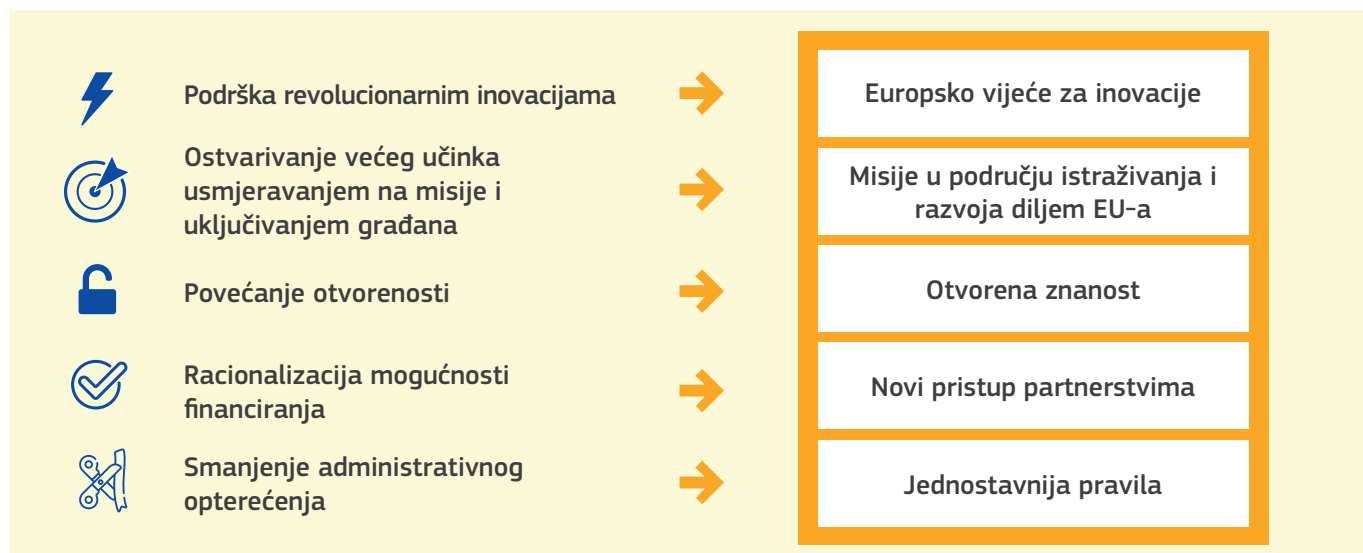 Podrška revolucionarnim inovacijama
Europsko vijeće za inovacije
Ostvarivanje većeg učinka
usmjeravanjem na misije i
uključivanjem građana
Misije u području istraživanja i
razvoja diljem EU-a
Povećanje otvorenosti
Otvorena znanost
Racionalizacija mogućnosti
financiranja
Novi pristup partnerstvima
Smanjenje administrativnog
opterećenja
Jednostavnija pravila